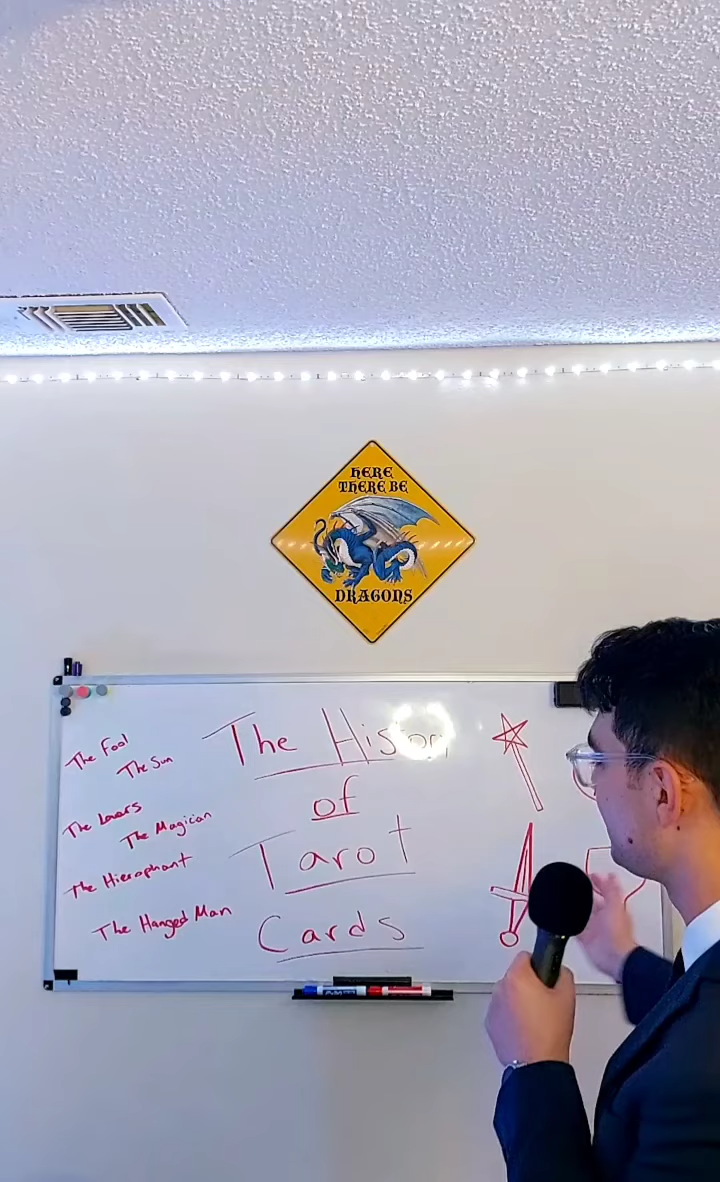 HERE
THERE BE
DRAGONS
The Fool
The Sun
The Lovers
The Magician
The Hierophant
The Hanged Man
The History
of
Tarot
Cards
EXPO